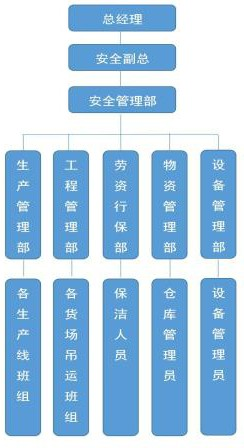 总经理
安全副总
安全管理部
生产管理部
工程管理部
劳资行保部
物资管理部
设备管理部
各生产线班组
各货场吊运班组
保洁人员
仓库管理员
设备管理员